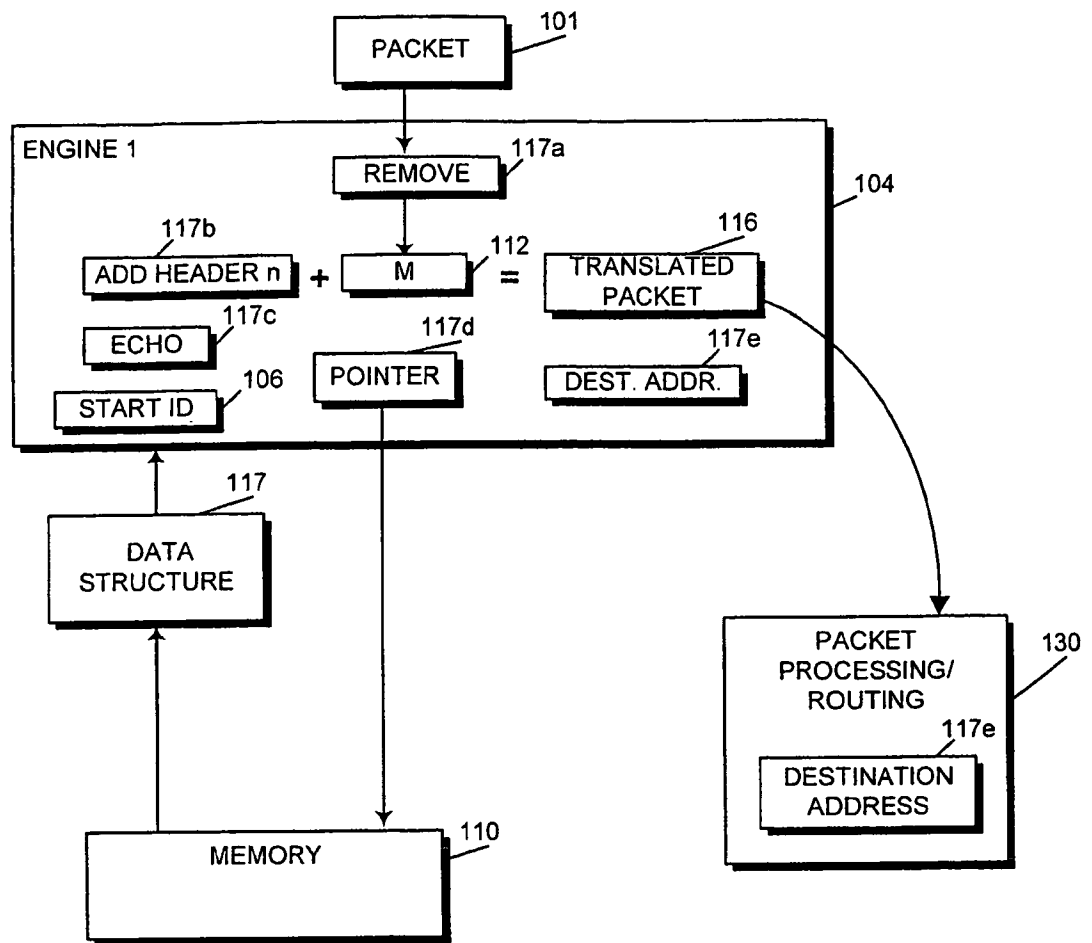 101
PACKET
ENGINE 1
117a
REMOVE
104
117b
112
116
ADD HEADER n + M = TRANSLATED
PACKET
117c
ECHO
117d
117e
POINTER
DEST. ADDR.
106
START ID
117
DATA
STRUCTURE
PACKET
PROCESSING/
ROUTING
130
117e
DESTINATION
ADDRESS
MEMORY
110